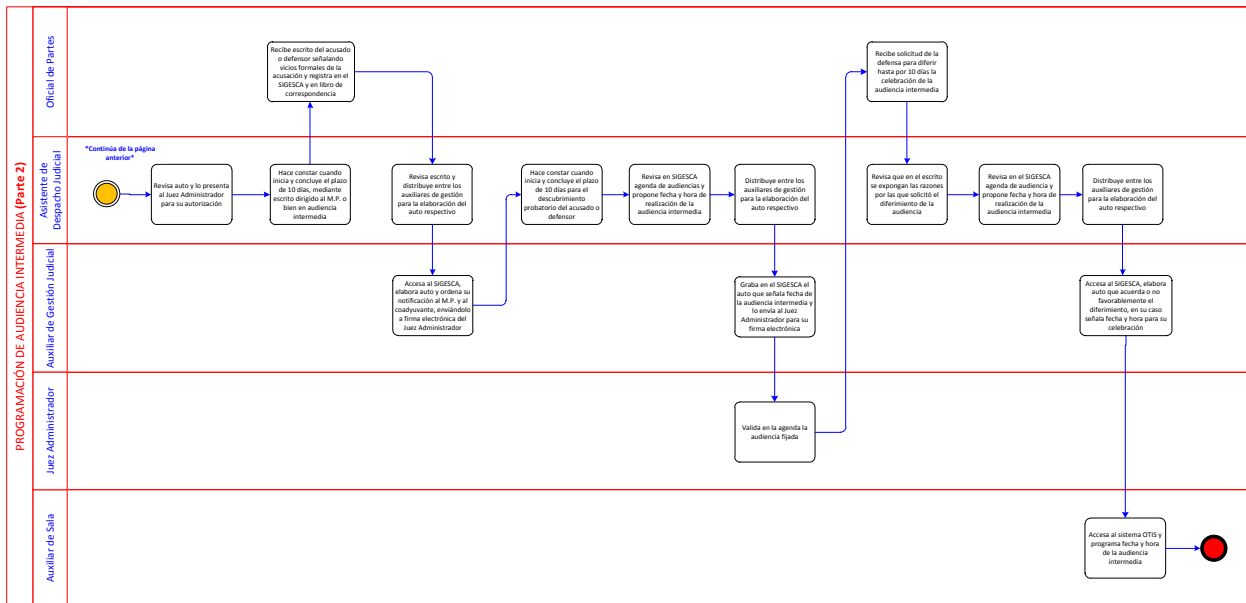 PROGRAMACIÓN DE AUDIENCIA INTERMEDIA (Parte 2)
Oficial de Partes
Recibe escrito del acusado
o defensor señalando
vicios formales de la
acusación y registra en el
SIGESCA y en libro de
correspondencia
Recibe solicitud de la
defensa para diferir
hasta por 10 días la
celebración de la
audiencia intermedia
Asistente de
Despacho Judicial
*Continúa de la página
anterior*
Revisa auto y lo presenta
al Juez Administrador
para su autorización
Hace constar cuando
inicia y concluye el plazo
de 10 días, mediante
escrito dirigido al M.P. o
bien en audiencia
intermedia
Revisa escrito y
distribuye entre los
auxiliares de gestión
para la elaboración del
auto respectivo
Hace constar cuando
inicia y concluye el plazo
de 10 días para el
descubrimiento
probatorio del acusado o
defensor
Revisa en SIGESCA
agenda de audiencias y
propone fecha y hora de
realización de la
audiencia intermedia
Distribuye entre los
auxiliares de gestión
para la elaboración del
auto respectivo
Revisa que en el escrito
se expongan las razones
por las que solicitó el
diferimiento de la
audiencia
Revisa en el SIGESCA
agenda de audiencia y
propone fecha y hora de
realización de la
audiencia intermedia
Distribuye entre los
auxiliares de gestión
para la elaboración del
auto respectivo
Auxiliar de Gestión Judicial
Accesa al SIGESCA,
elabora auto y ordena su
notificación al M.P. y al
coadyuvante, enviándolo
a firma electrónica del
Juez Administrador
Graba en el SIGESCA el
auto que señala fecha de
la audiencia intermedia y
lo envía al Juez
Administrador para su
firma electrónica
Accesa al SIGESCA, elabora
auto que acuerda o no
favorablemente el
diferimiento, en su caso
señala fecha y hora para su
celebración
Juez Administrador
Valida en la agenda la
audiencia fijada
Auxiliar de Sala
Accesa al sistema OTIS y
programa fecha y hora
de la audiencia
intermedia